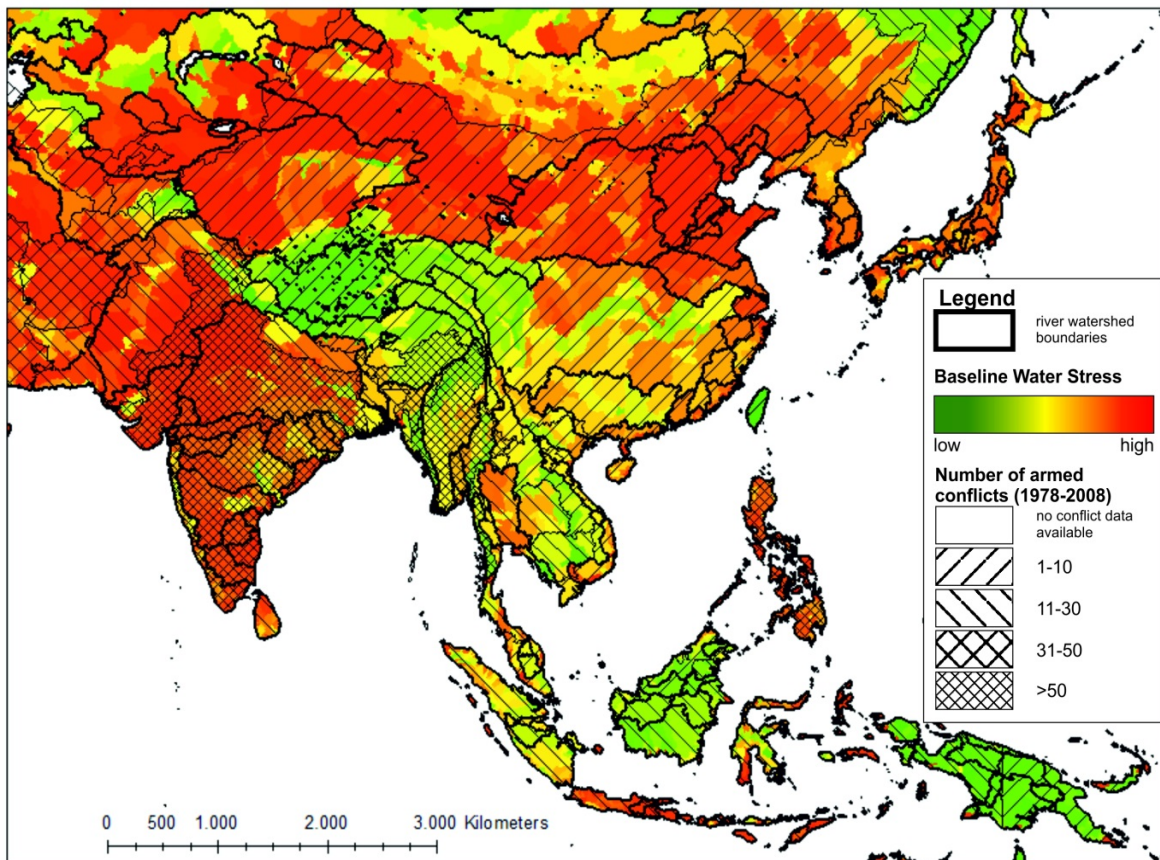 Legend
river watershed
boundaries
Baseline Water Stress
low high
Number of armed
conflicts (1978-2008)
no conflict data
available
1-10
11-30
31-50
>50
0 500 1.000 2.000 3.000 Kilometers